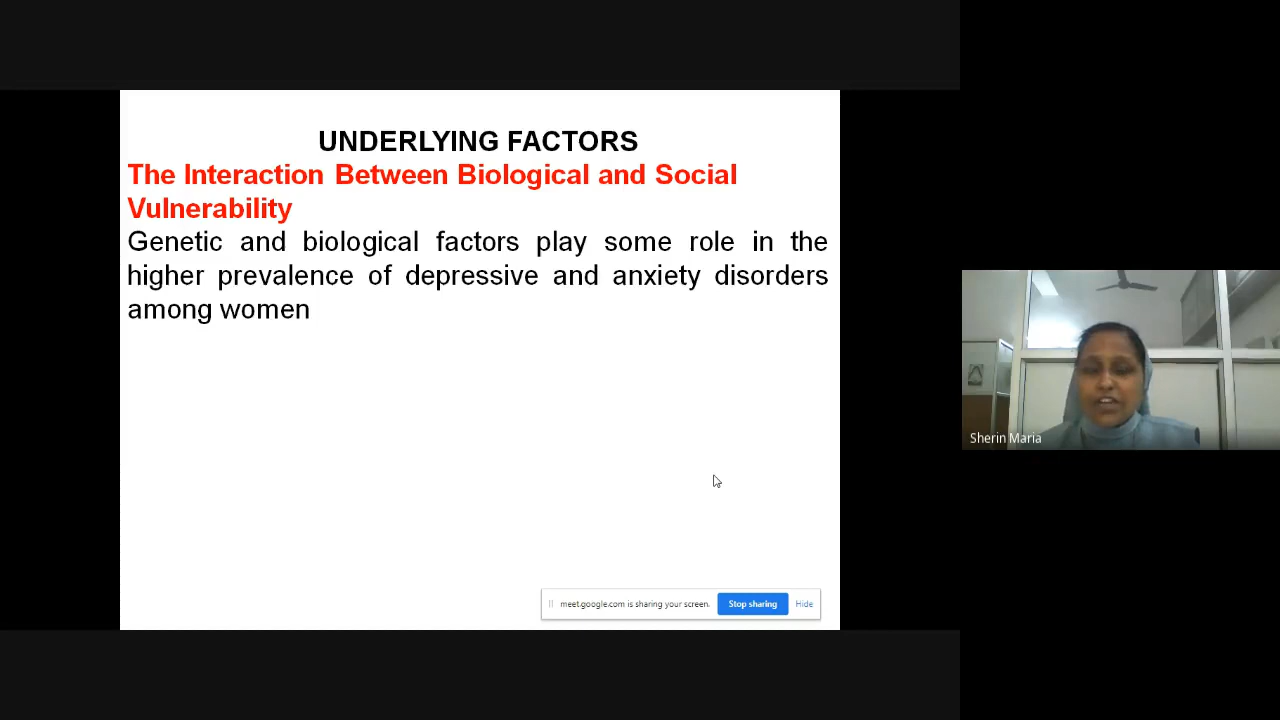 UNDERLYING FACTORS
The Interaction Between Biological and Social
Vulnerability
Genetic and biological factors play some role in the
higher prevalence of depressive and anxiety disorders
among women
Sherin Maria
meet.google.com is sharing your screen.
Stop sharing
Hide